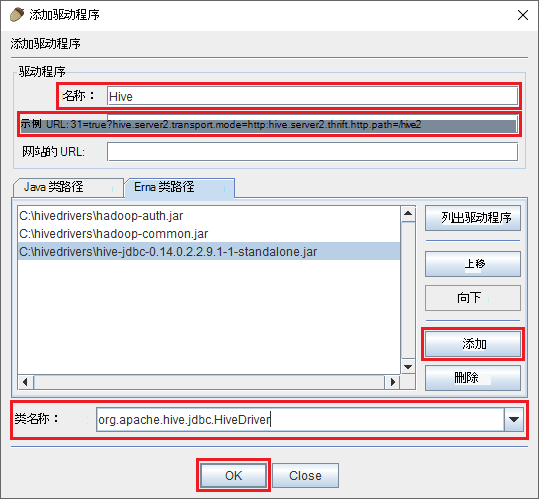 添加驱动程序
添加驱动程序
驱动程序
名称： Hive
示例 URL: 31=true?hive.server2.transport.mode=http:hive.server2.thrift.http.path=/hive2
网站的 URL:
Java 类路径 Erna 类路径
C:\hivedrivers\hadoop-auth.jar
C:\hivedrivers\hadoop-common.jar
C:\hivedrivers\hive-jdbc-0.14.0.2.2.9.1-1-standalone.jar
列出驱动程序
上移
向下
添加
删除
类名称： org.apache.hive.jdbc.HiveDriver
OK Close